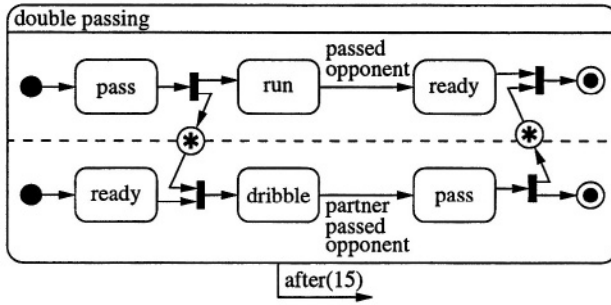 double passing
passed
opponent
pass
run
ready
*
*
ready
dribble
pass
partner
passed
opponent
after(15)